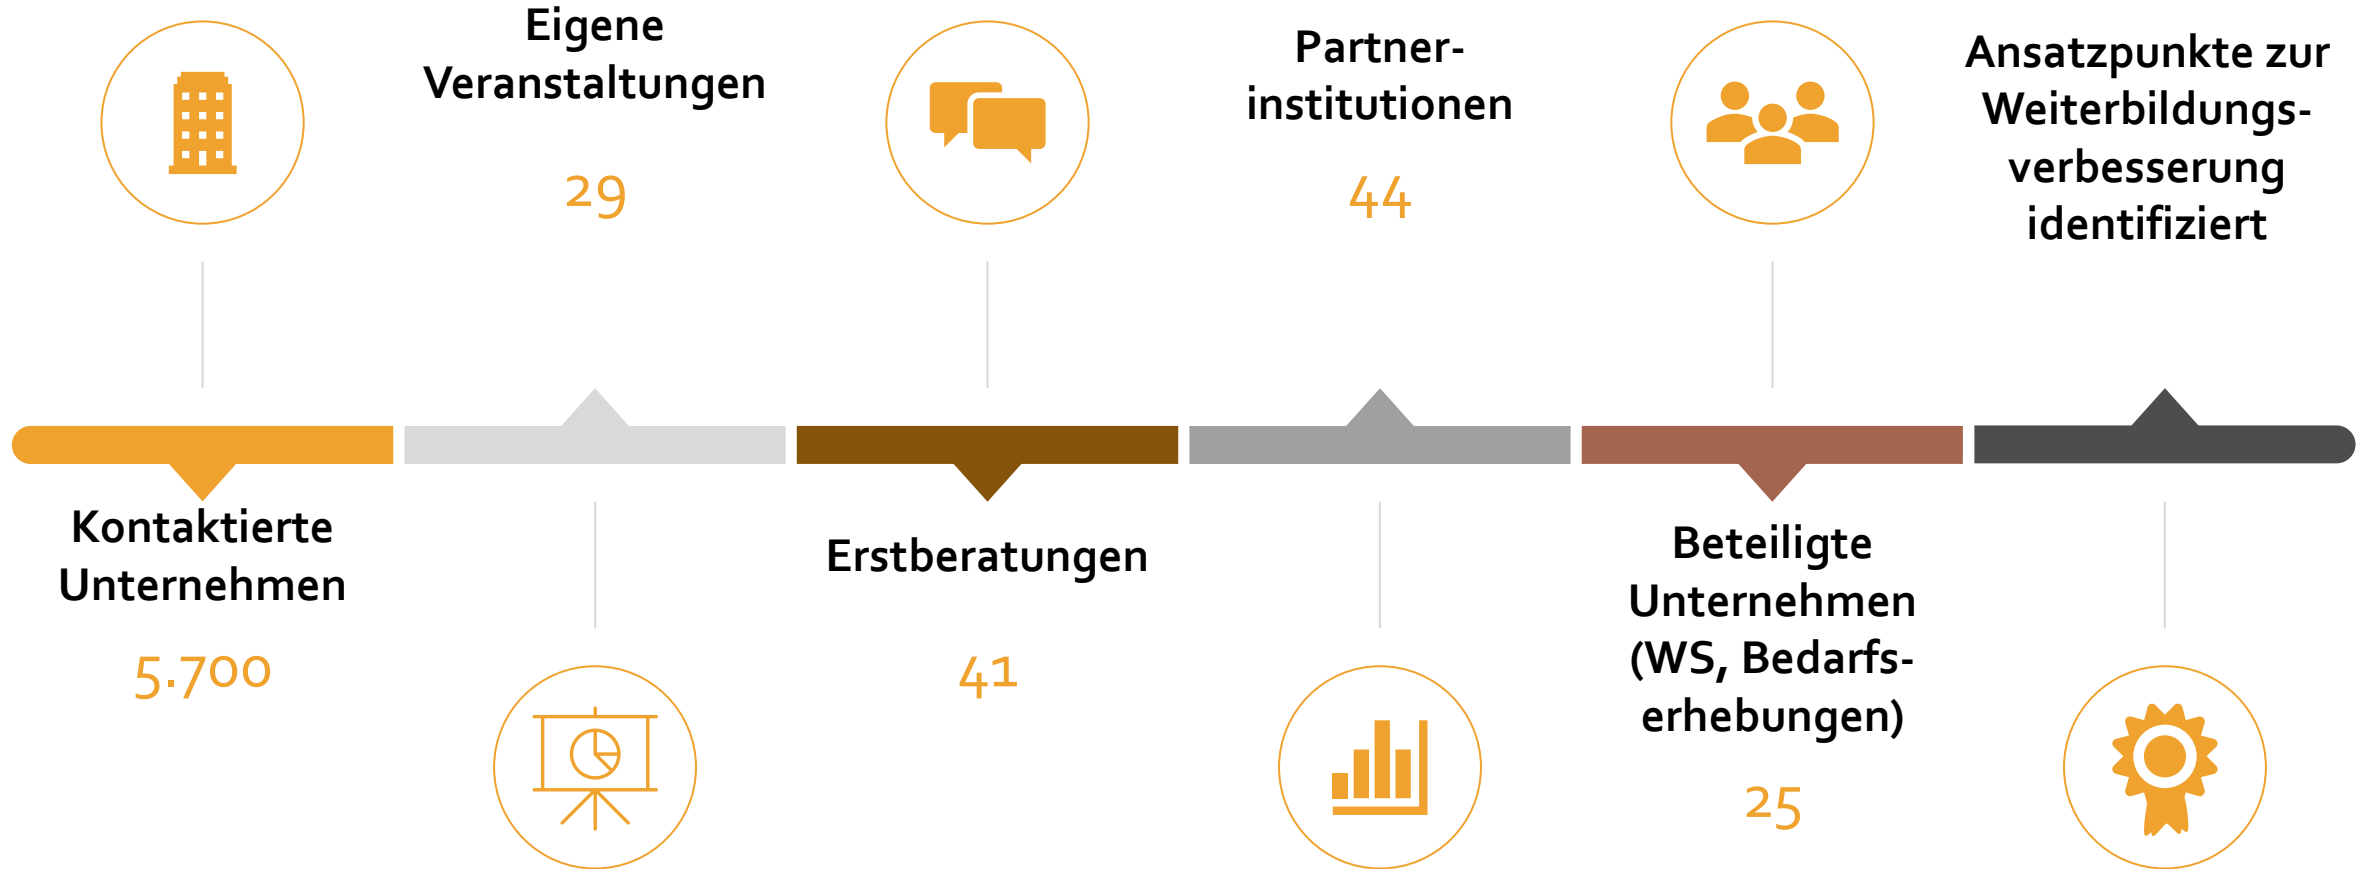 Kontaktierte
Unternehmen
5.700
Eigene
Veranstaltungen
29
Erstberatungen
41
Partner-
institutionen
44
Beteiligte
Unternehmen
(WS, Bedarfs-
erhebungen)
25
Ansatzpunkte zur
Weiterbildungs-
verbesserung
identifiziert